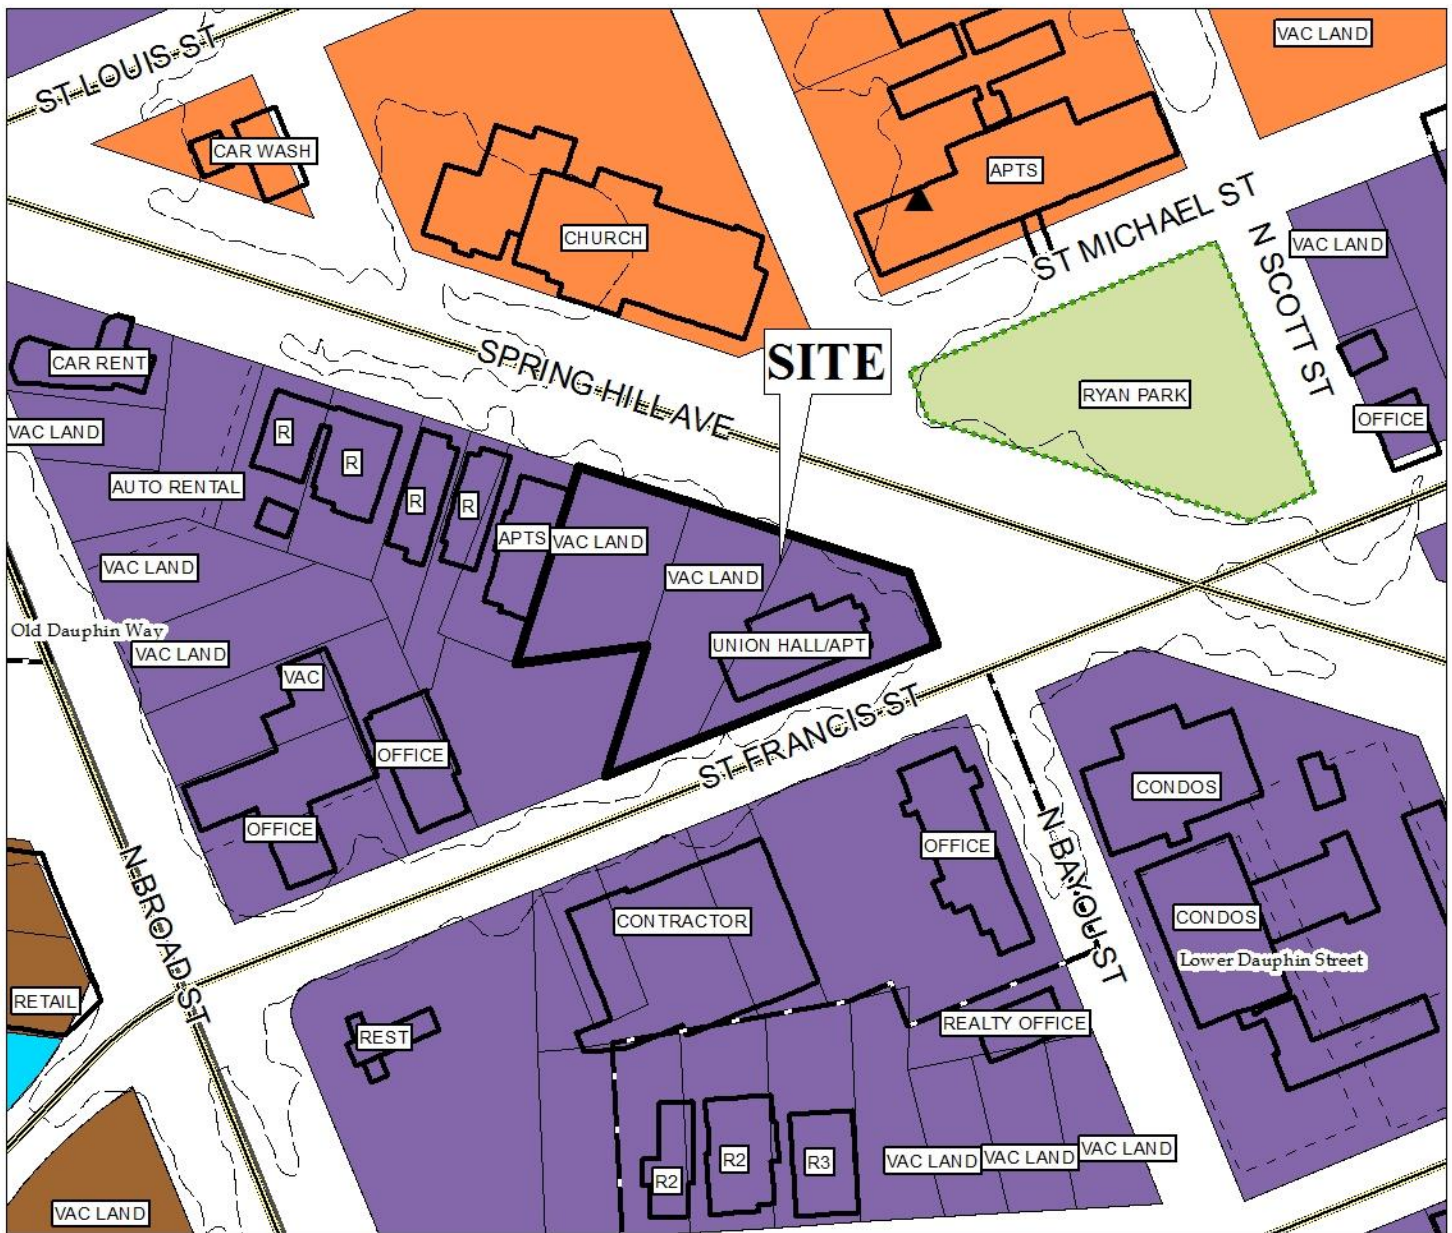 VAC LAND
ST LOUIS ST
CAR WASH
APTS
CHURCH
ST MICHAEL ST
N SCOTT ST
VAC LAND
CAR RENT
SPRING HILL AVE
SITE
RYAN PARK
OFFICE
VAC LAND
R
R
R
R
AUTO RENTAL
APTS
VAC LAND
VAC LAND
VAC LAND
Old Dauphin Way
VAC LAND
UNION HALL/APT
VAC
OFFICE
ST FRANCIS ST
CONDOS
OFFICE
OFFICE
N BAYOU ST
N BROAD ST
CONTRACTOR
CONDOS
Lower Dauphin Street
RETAIL
REST
REALTY OFFICE
R2
R2
R3
VAC LAND
VAC LAND
VAC LAND
VAC LAND